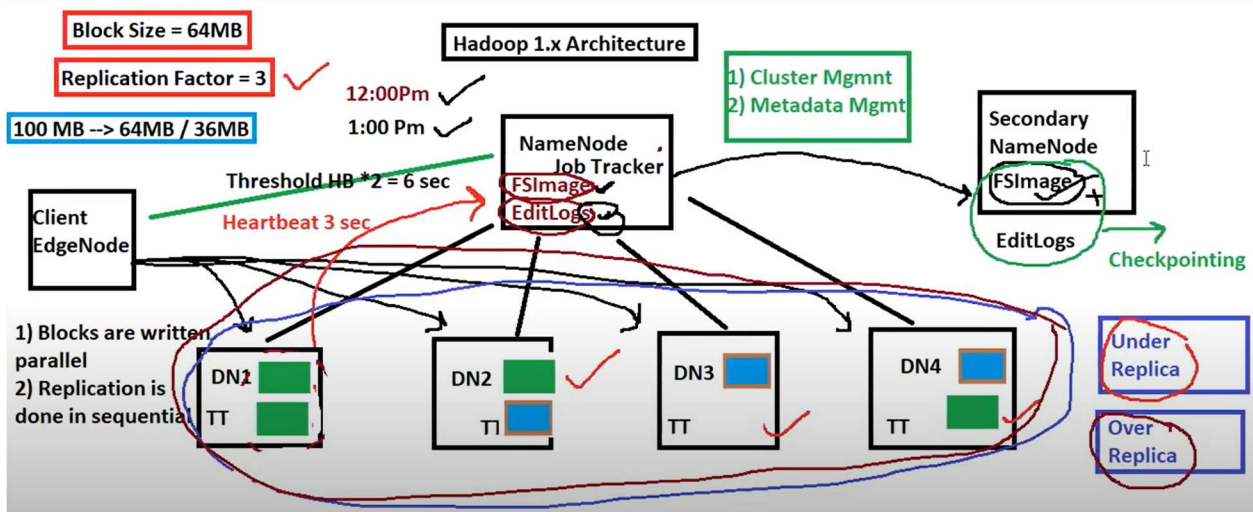 Block Size = 64MB
Hadoop 1.x Architecture
Replication Factor = 3
12:00Pm
1:00 Pm
1) Cluster Mgmnt
2) Metadata Mgmt
100 MB --> 64MB / 36MB
NameNode
Job Tracker
FSImage
EditLogs
Secondary
NameNode
FSImage
+
EditLogs
Checkpointing
Threshold HB *2 = 6 sec
Heartbeat 3 sec
Client
EdgeNode
1) Blocks are written
parallel
2) Replication is
done in sequential
DN1
TT
DN2
TT
DN3
TT
DN4
TT
Under
Replica
Over
Replica